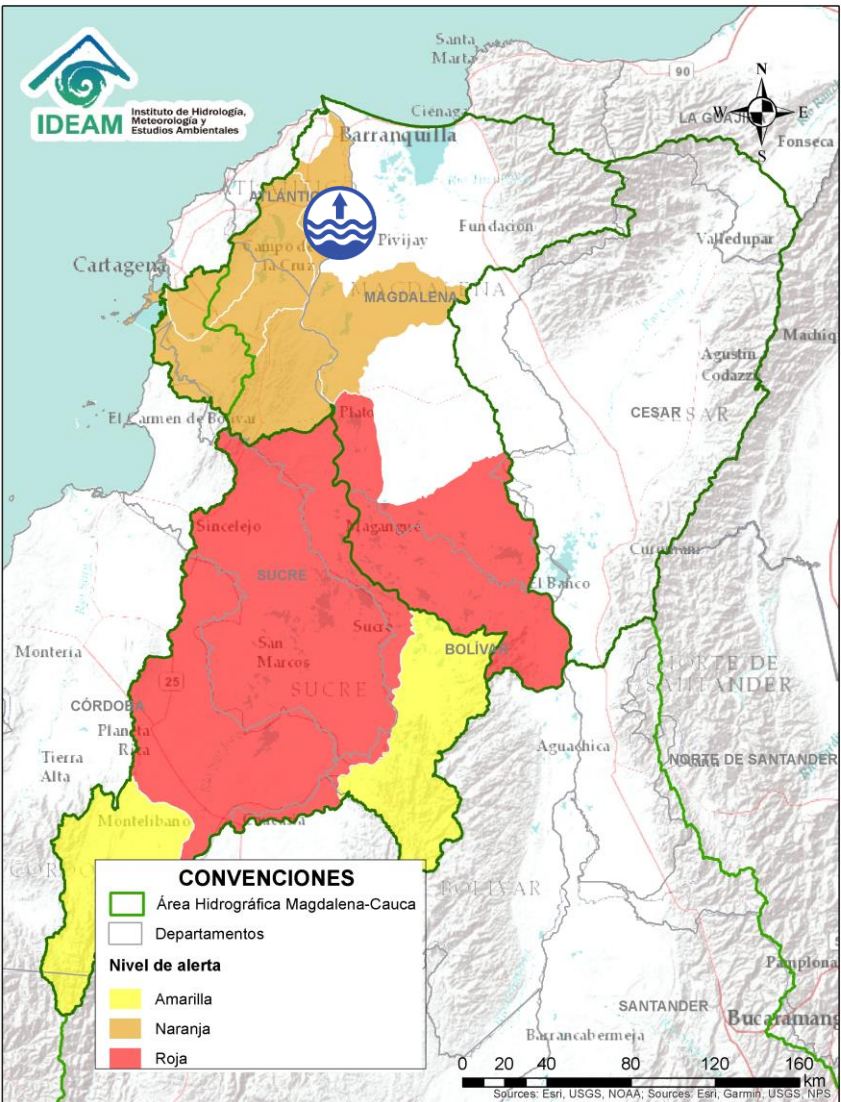 IDEAM
Instituto de Hidrología,
Meteorología y
Estudios Ambientales
Santa
Marta
90
N
W
E
S
Ciénaga
LA GUAJIRA
Fonseca
Barranquilla
ATLÁNTICO
Fundación
Pivijay
Valledupar
Campo de
la Cruz
Cartagena
MAGDALENA
MAGDALENA
Agustín
Codazzi
El Carmen de Bolívar
Plato
CESAR
CESAR
Sincelejo
Magangué
SUCRE
El Banco
Sucre
San
Marcos
BOLÍVAR
Montería
NORTE DE
SANTANDER
25
SUCRE
CÓRDOBA
Planeta
Rica
Aguachica
Tierra
Alta
NORTE DE SANTANDER
Montelíbano
BOLÍVAR
CONVENCIONES
Área Hidrográfica Magdalena-Cauca
Departamentos
Nivel de alerta
Amarilla
Naranja
Roja
Pamplona
SANTANDER
Bucaramang
Barrancabermeja
0 20 40 80 120 160
km
Sources: Esri, USGS, NOAA; Sources: Esri, Garmin, USGS, NPS